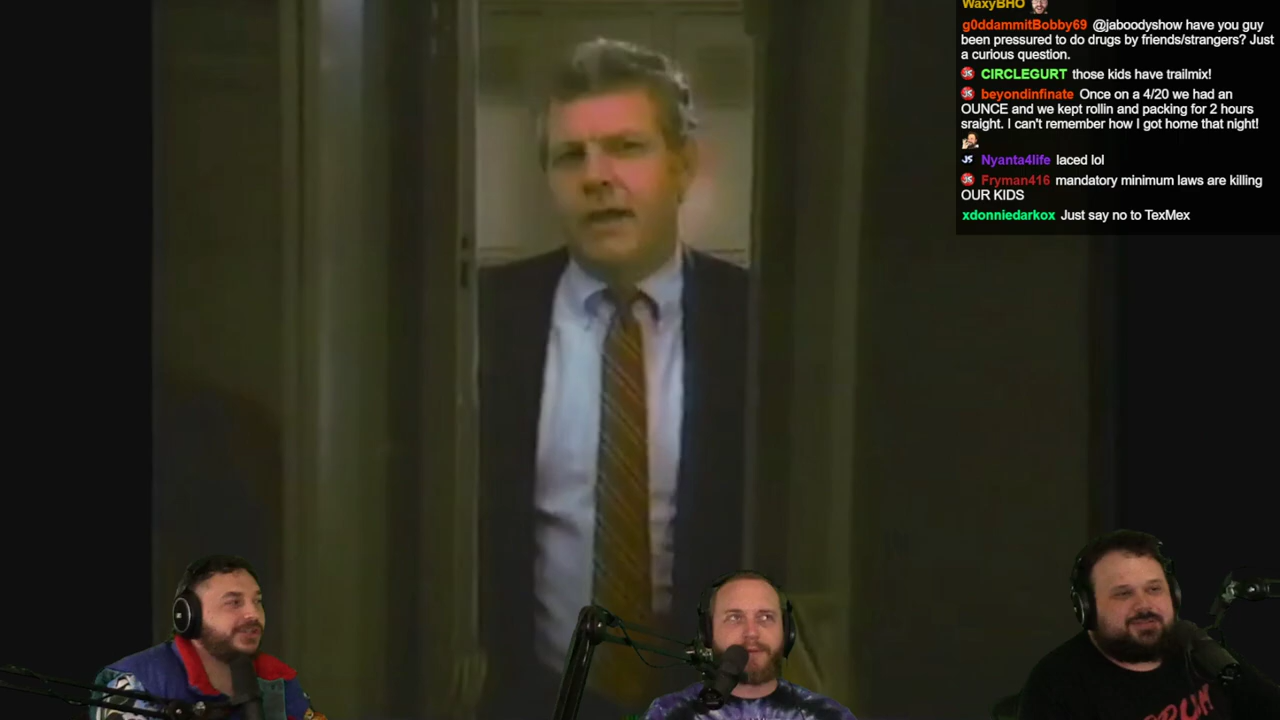 WaxyBHO
g0ddammitBobby69 @jaboodyshow have you guy
been pressured to do drugs by friends/strangers? Just
a curious question.
CIRCLEGURT those kids have trailmix!
beyondinfinate Once on a 4/20 we had an
OUNCE and we kept rollin and packing for 2 hours
sraight. I can't remember how I got home that night!
Nyanta4life laced lol
Fryman416 mandatory minimum laws are killing
OUR KIDS
xdonniedarkox Just say no to TexMex